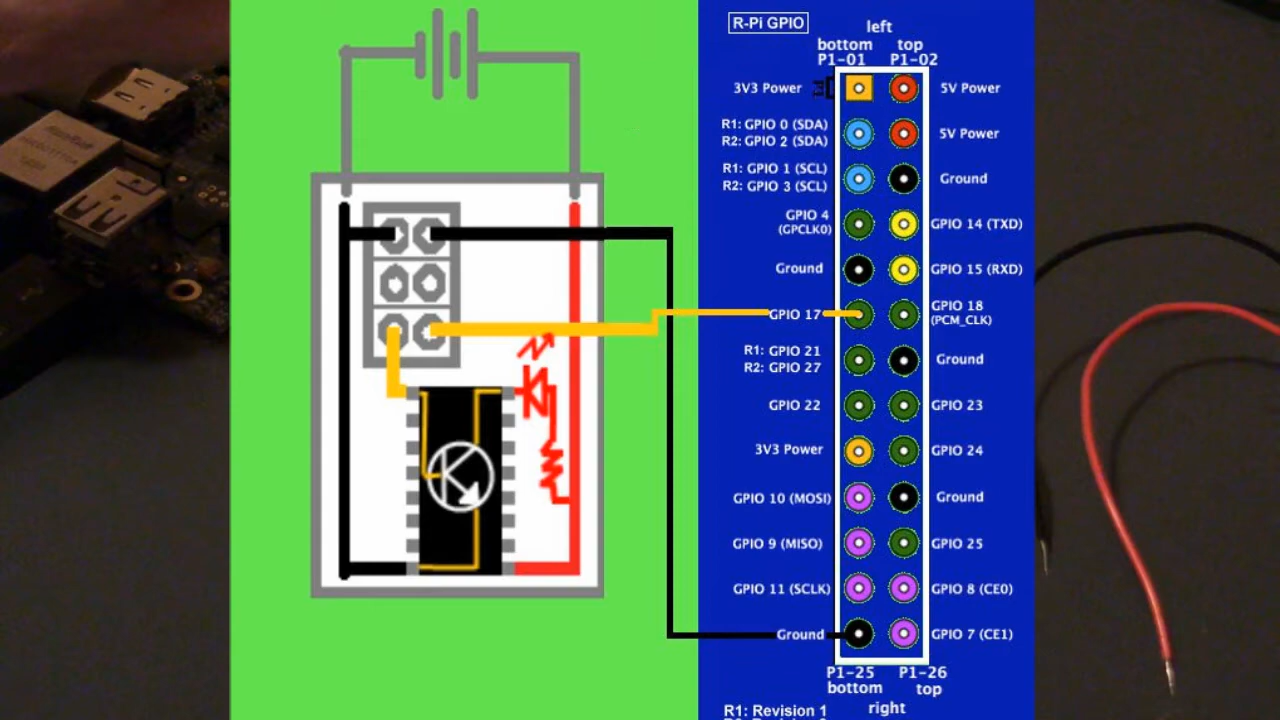 R-Pi GPIO
left
bottom top
P1-01 P1-02
3V3 Power 5V Power
R1: GPIO 0 (SDA)
R2: GPIO 2 (SDA) 5V Power
R1: GPIO 1 (SCL)
R2: GPIO 3 (SCL) Ground
GPIO 4
(GPCLK0) GPIO 14 (TXD)
Ground GPIO 15 (RXD)
GPIO 17 GPIO 18
(PCM_CLK)
R1: GPIO 21
R2: GPIO 27 Ground
GPIO 22 GPIO 23
3V3 Power GPIO 24
GPIO 10 (MOSI) Ground
GPIO 9 (MISO) GPIO 25
GPIO 11 (SCLK) GPIO 8 (CE0)
Ground GPIO 7 (CE1)
P1-25 P1-26
bottom top
right
R1: Revision 1